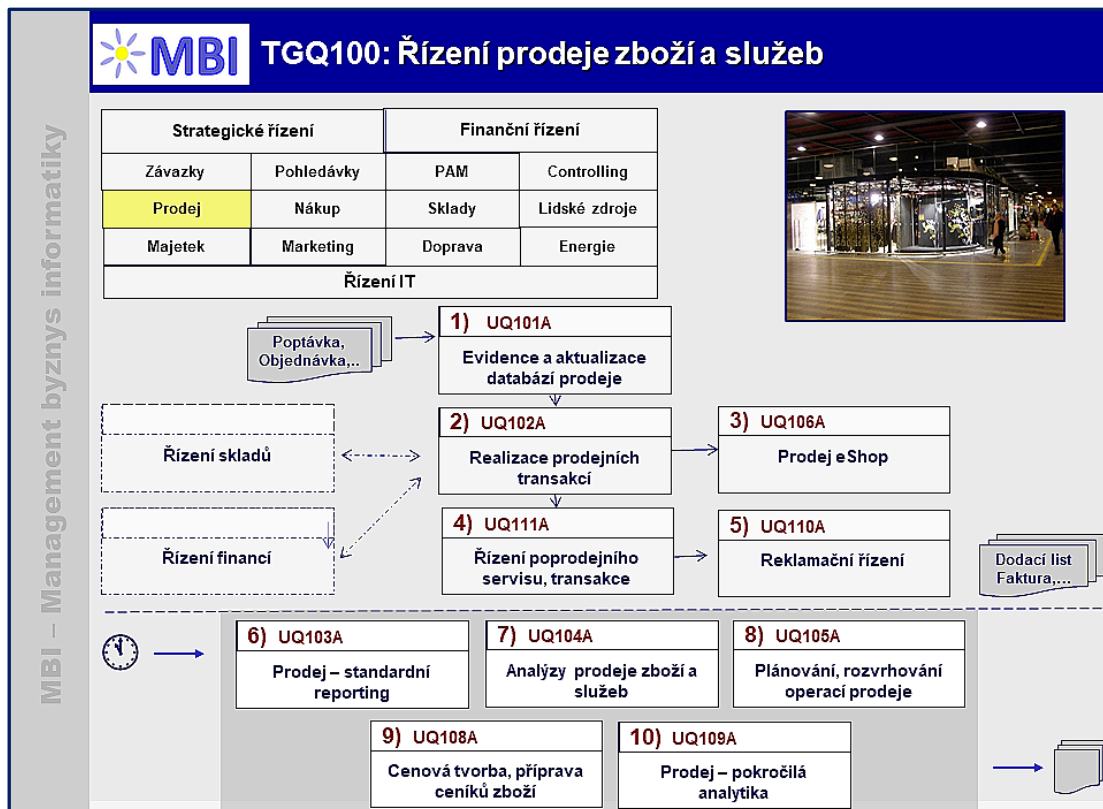 MBI – Management byznys informatiky
MBI
TGQ100: Řízení prodeje zboží a služeb
Strategické řízení
Finanční řízení
Závazky
Pohledávky
PAM
Controlling
Prodej
Nákup
Sklady
Lidské zdroje
Majetek
Marketing
Doprava
Energie
Řízení IT
Poptávka,
Objednávka,..
1) UQ101A
Evidence a aktualizace
databází prodeje
2) UQ102A
Realizace prodejních
transakcí
3) UQ106A
Prodej eShop
Řízení skladů
Řízení financí
4) UQ111A
Řízení poprodejního
servisu, transakce
5) UQ110A
Reklamační řízení
Dodací list
Faktura,...
6) UQ103A
Prodej – standardní
reporting
7) UQ104A
Analýzy prodeje zboží a
služeb
8) UQ105A
Plánování, rozvrhování
operací prodeje
9) UQ108A
Cenová tvorba, příprava
ceníků zboží
10) UQ109A
Prodej – pokročilá
analytika